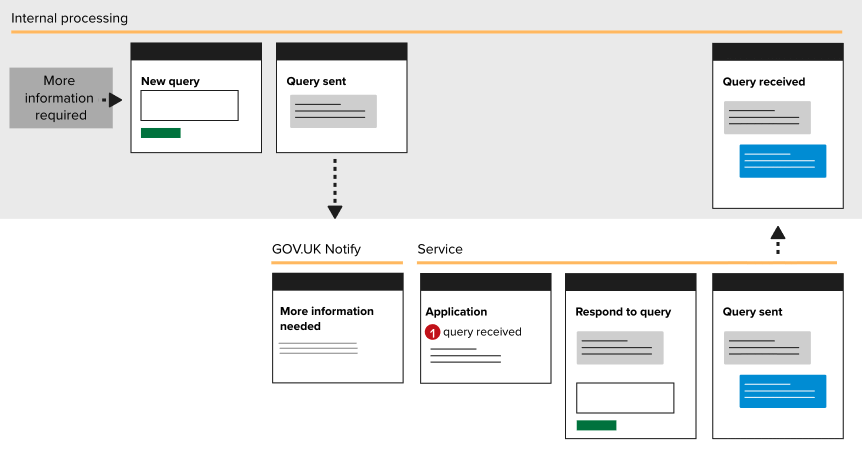 Internal processing
More
information
required
New query
Query sent
Query received
GOV.UK Notify
Service
More information
needed
Application
1 query received
Respond to query
Query sent